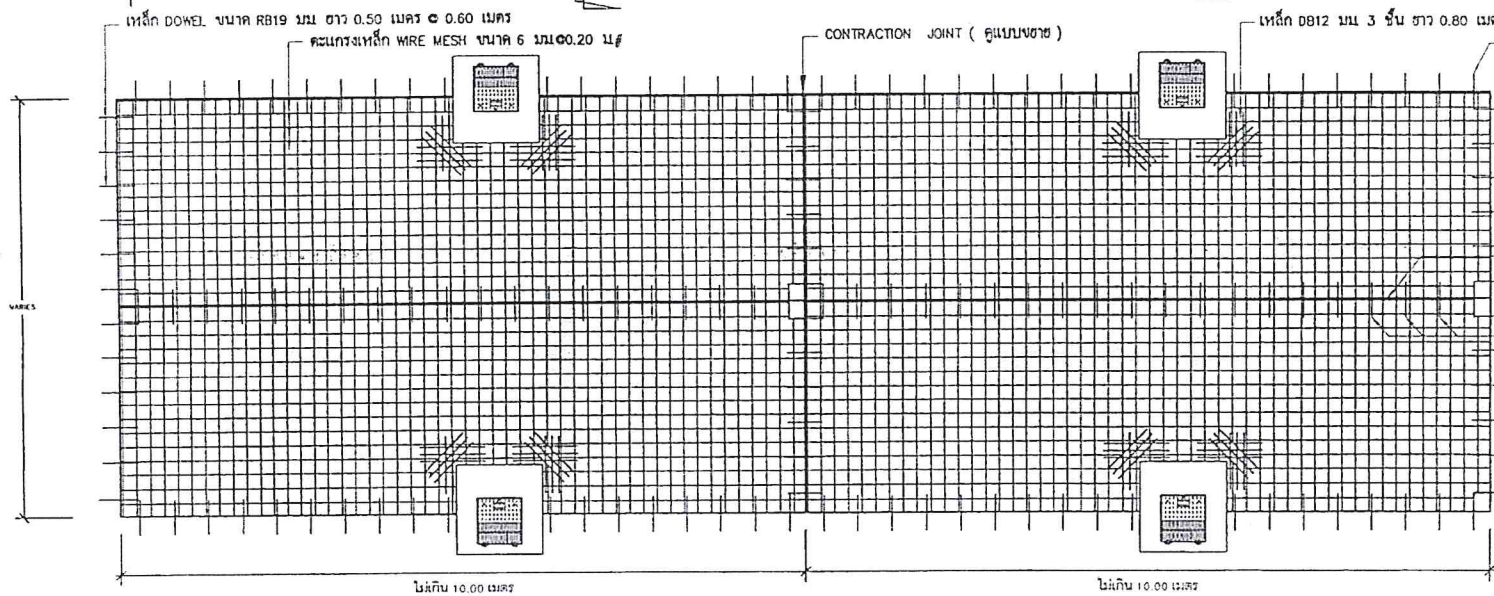 เหล็ก DOWEL ขนาด RB19 มม ยาว 0.50 เมตร @ 0.60 เมตร
ตะแกรงเหล็ก WIRE MESH ขนาด 6 มม@0.20 ม#
CONTRACTION JOINT ( ดูแบบขยาย )
เหล็ก DB12 มม 3 ชั้น ยาว 0.80 เมตร
VARIES
ไม่เกิน 10.00 เมตร
ไม่เกิน 10.00 เมตร